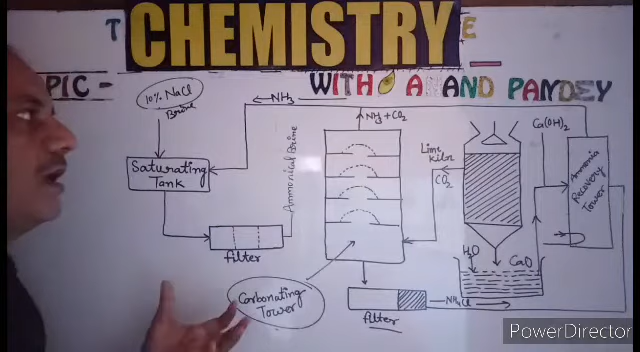 T CHEMISTRY E
PIC - WITH A AND PANDEY
10% NaCl
Brine
NH3
NH3 + CO2
Ca(OH)2
Saturating
Tank
Ammonical Brine
Lime
Kiln
CO2
Ammonia
Recovery
Tower
filter
H2O
CaO
Carbonating
Tower
filter
NH4Cl
PowerDirector